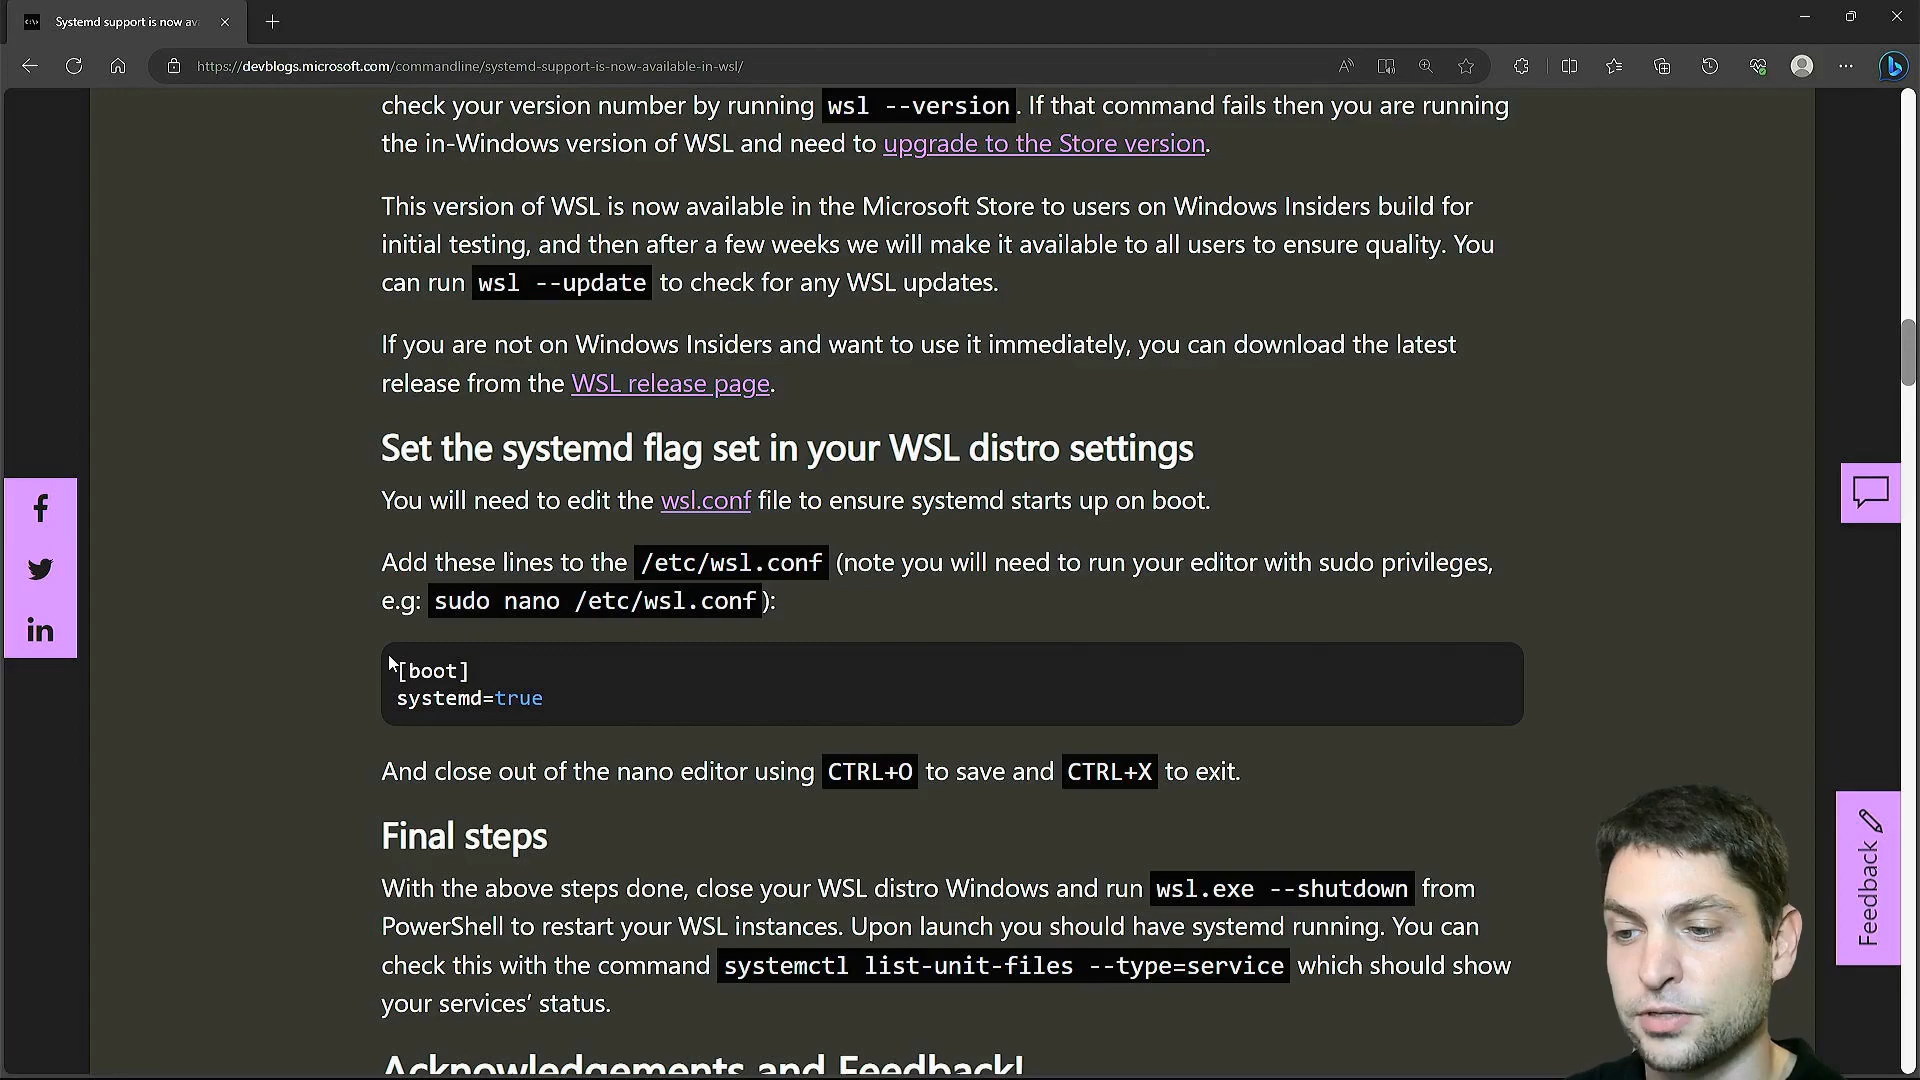 Systemd support is now av
https://devblogs.microsoft.com/commandline/systemd-support-is-now-available-in-wsl/
check your version number by running wsl --version. If that command fails then you are running
the in-Windows version of WSL and need to upgrade to the Store version.
This version of WSL is now available in the Microsoft Store to users on Windows Insiders build for
initial testing, and then after a few weeks we will make it available to all users to ensure quality. You
can run wsl --update to check for any WSL updates.
If you are not on Windows Insiders and want to use it immediately, you can download the latest
release from the WSL release page.
Set the systemd flag set in your WSL distro settings
You will need to edit the wsl.conf file to ensure systemd starts up on boot.
Add these lines to the /etc/wsl.conf (note you will need to run your editor with sudo privileges,
e.g: sudo nano /etc/wsl.conf):
[boot]
systemd=true
And close out of the nano editor using CTRL+O to save and CTRL+X to exit.
Final steps
With the above steps done, close your WSL distro Windows and run wsl.exe --shutdown from
PowerShell to restart your WSL instances. Upon launch you should have systemd running. You can
check this with the command systemctl list-unit-files --type=service which should show
your services’ status.
Acknowledgements and Feedback!
Feedback